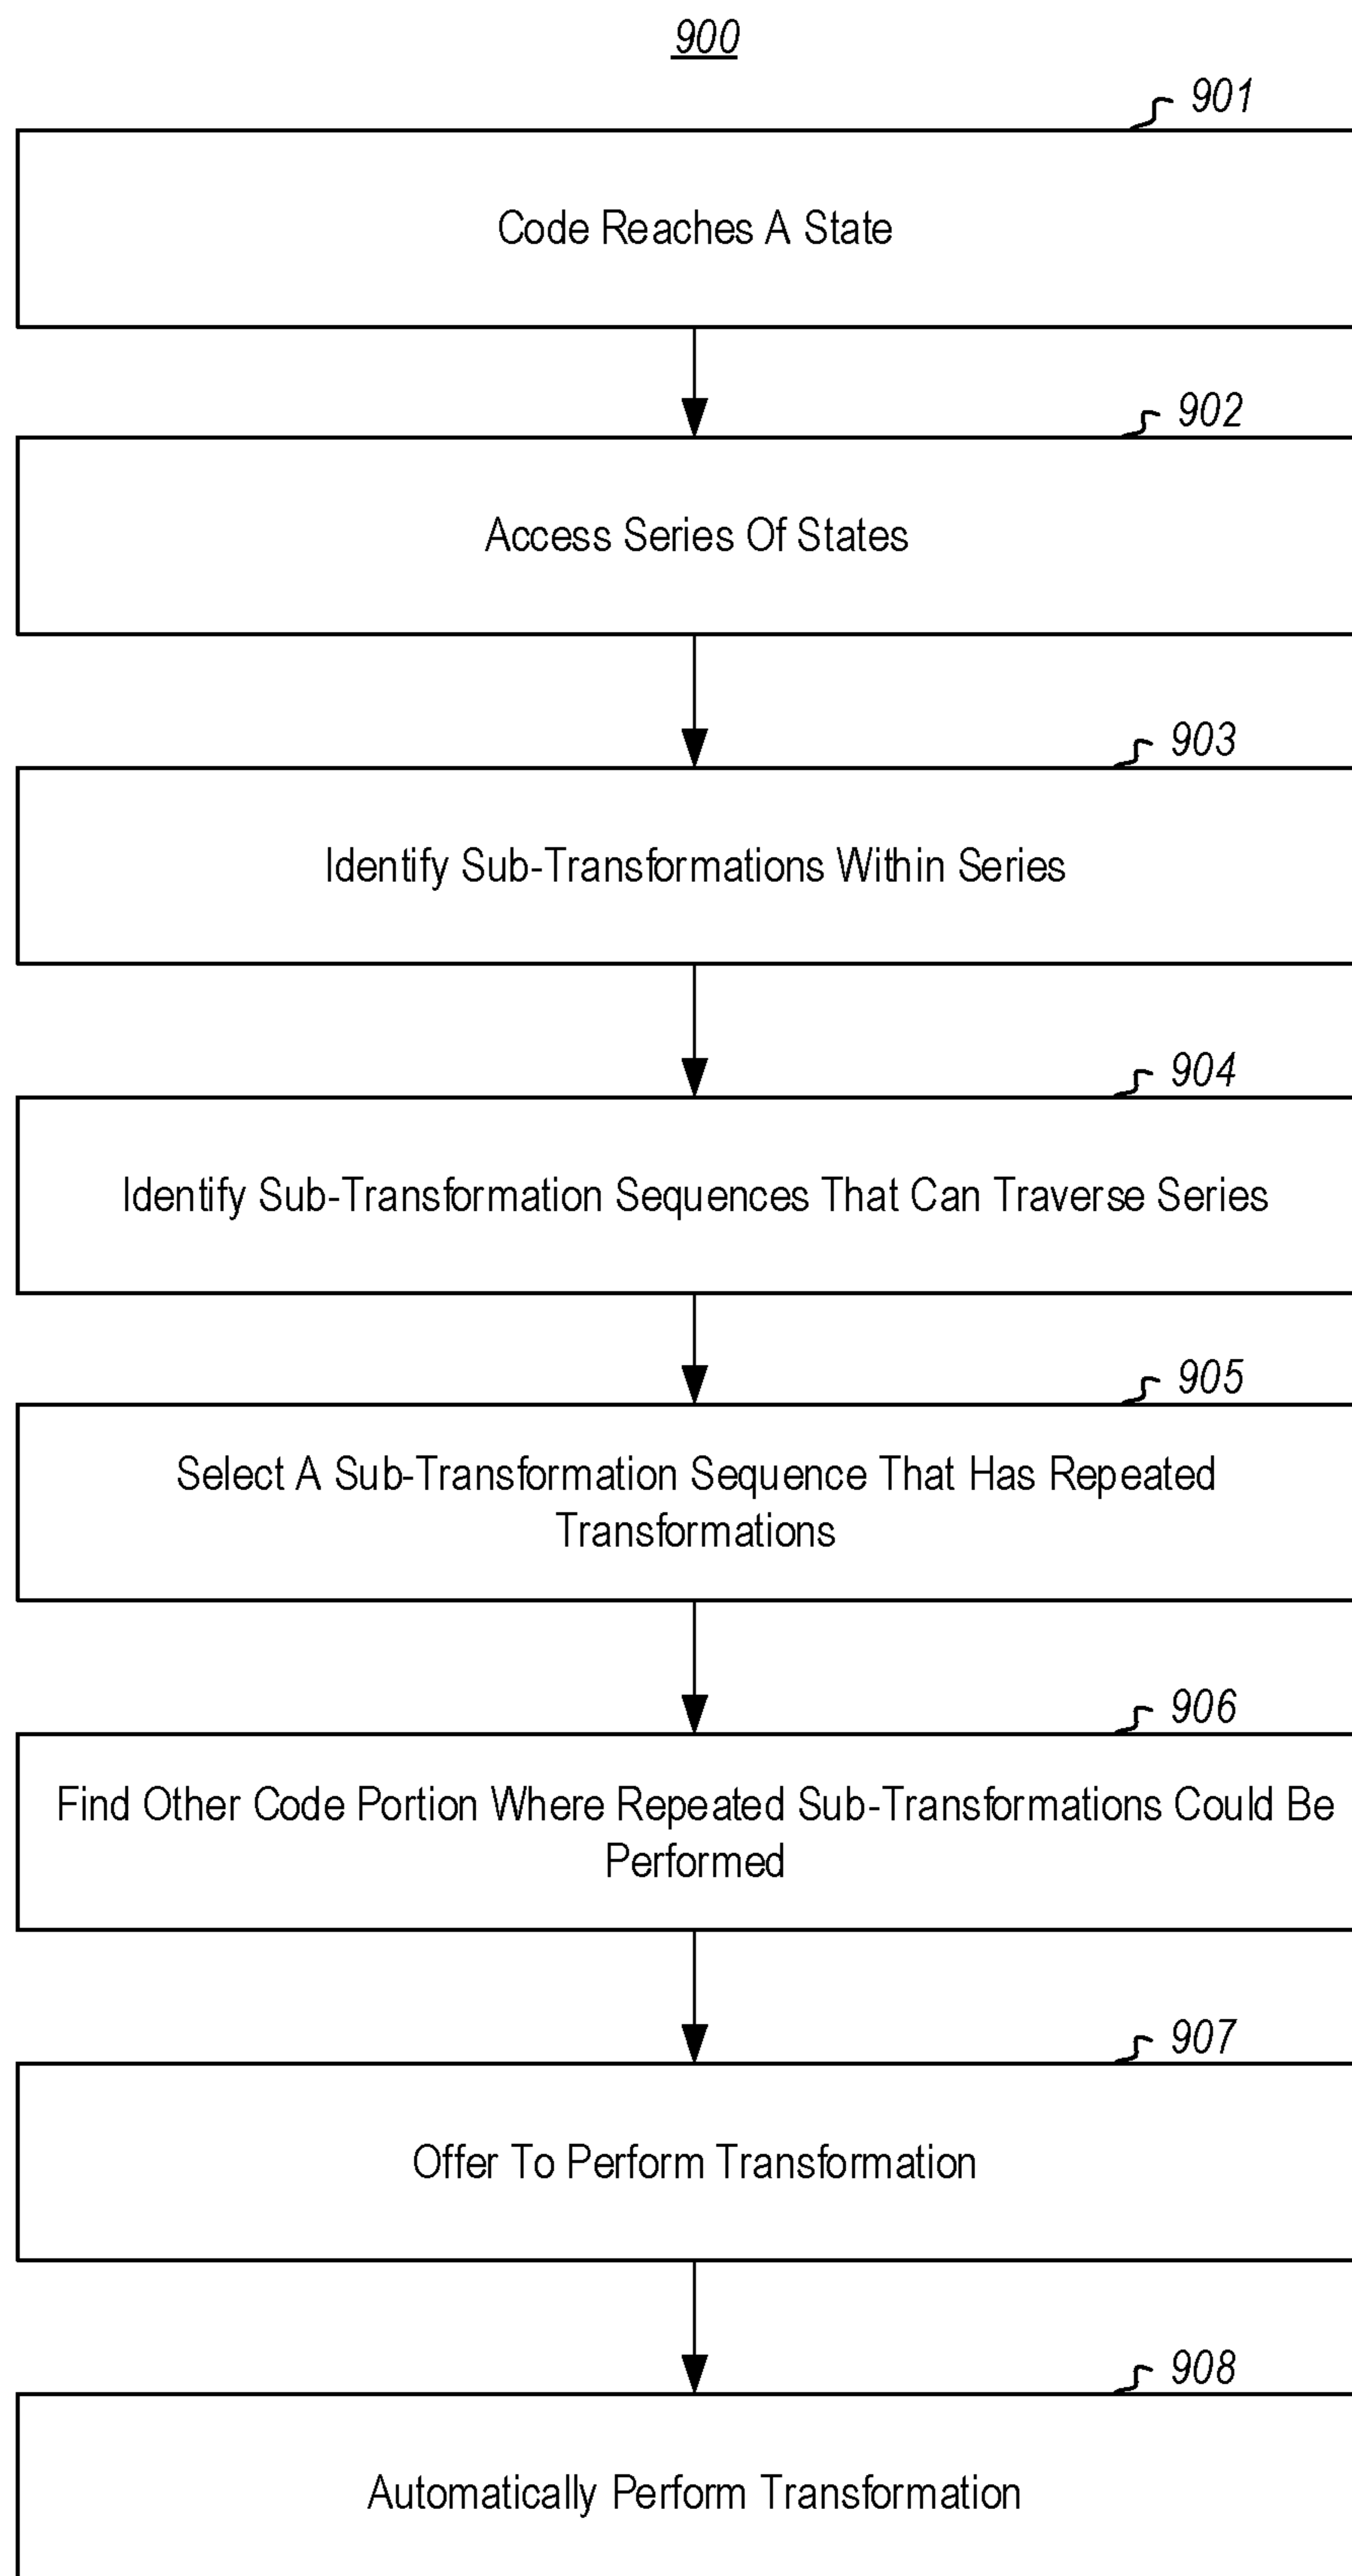 900
901
Code Reaches A State
902
Access Series Of States
903
Identify Sub-Transformations Within Series
904
Identify Sub-Transformation Sequences That Can Traverse Series
905
Select A Sub-Transformation Sequence That Has Repeated
Transformations
906
Find Other Code Portion Where Repeated Sub-Transformations Could Be
Performed
907
Offer To Perform Transformation
908
Automatically Perform Transformation